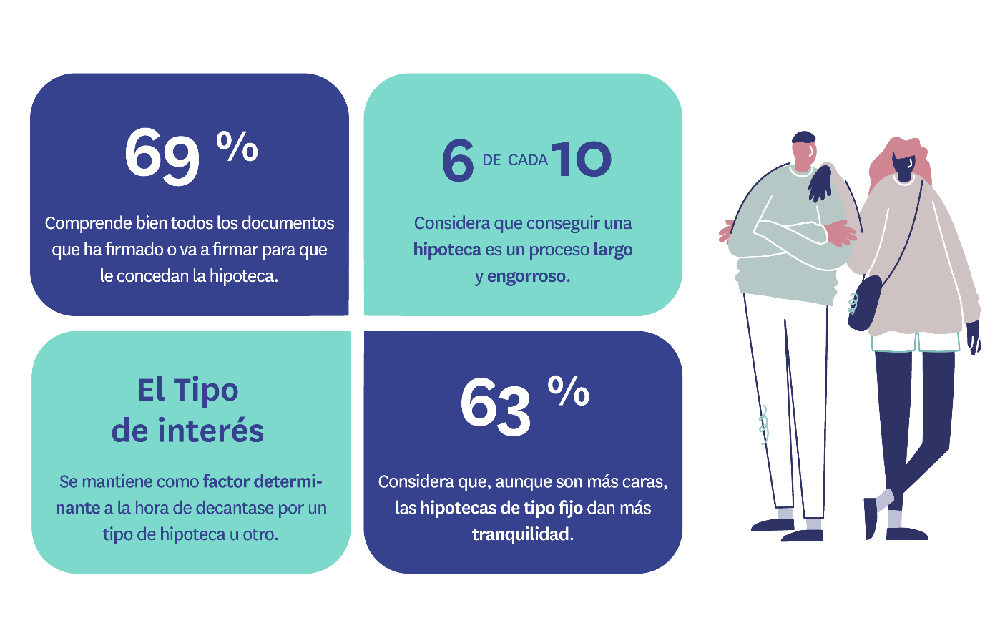 69 %
Comprende bien todos los documentos
que ha firmado o va a firmar para que
le concedan la hipoteca.
6 DE CADA 10
Considera que conseguir una
hipoteca es un proceso largo
y engorroso.
El Tipo
de interés
Se mantiene como factor determi-
nante a la hora de decantase por un
tipo de hipoteca u otro.
63 %
Considera que, aunque son más caras,
las hipotecas de tipo fijo dan más
tranquilidad.